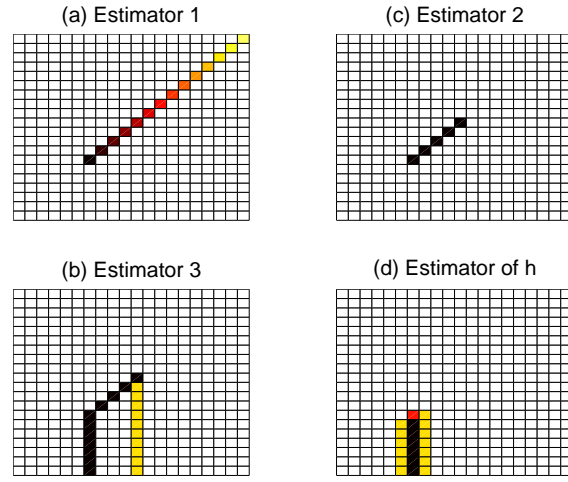 (a) Estimator 1
(c) Estimator 2
(b) Estimator 3
(d) Estimator of h